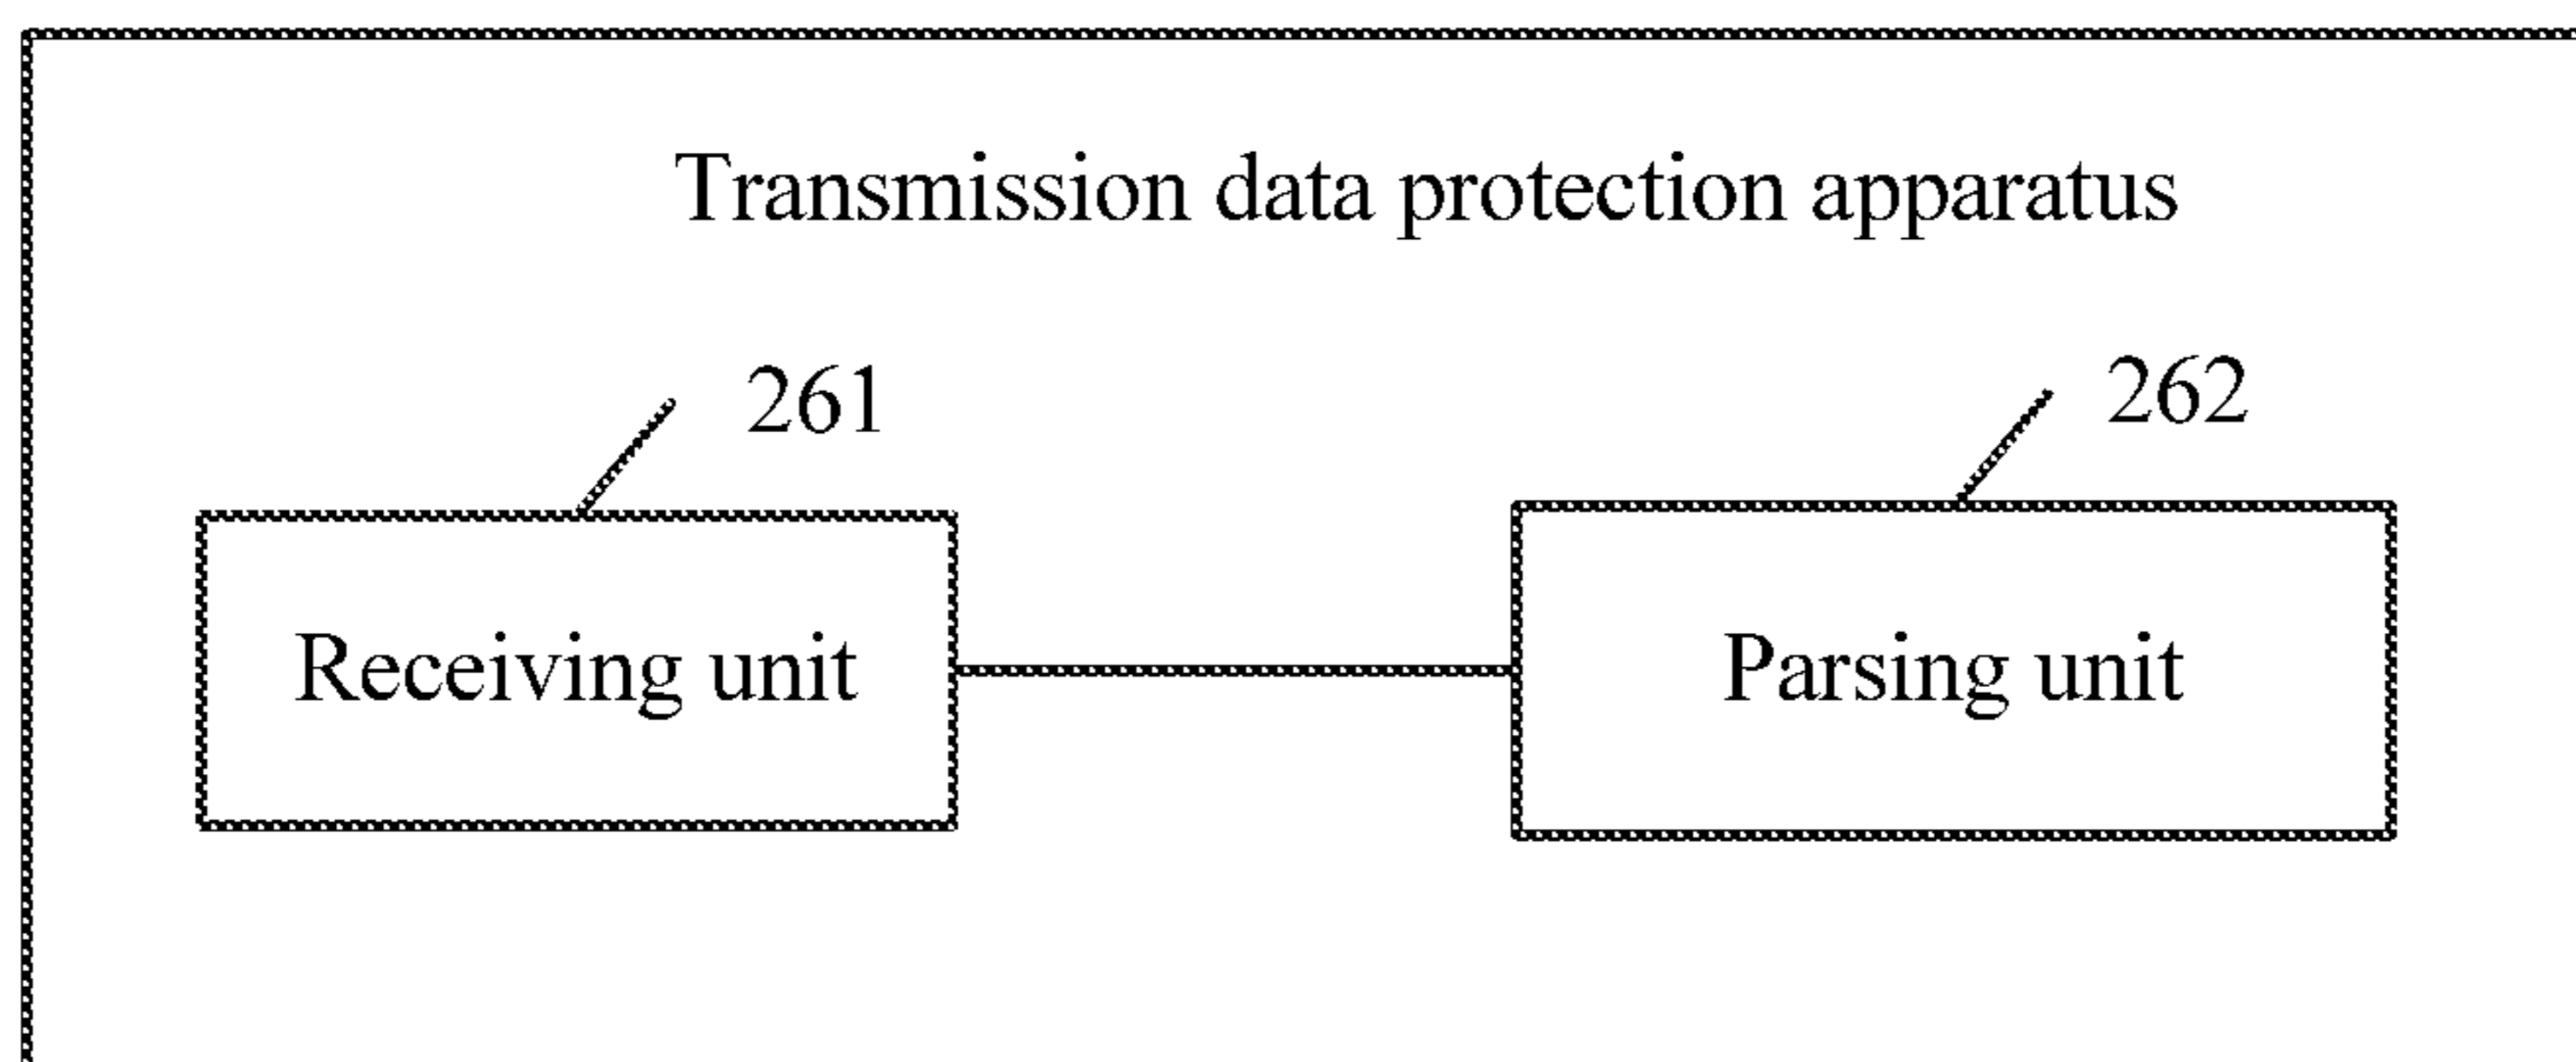 Transmission data protection apparatus
261
262
Receiving unit
Parsing unit